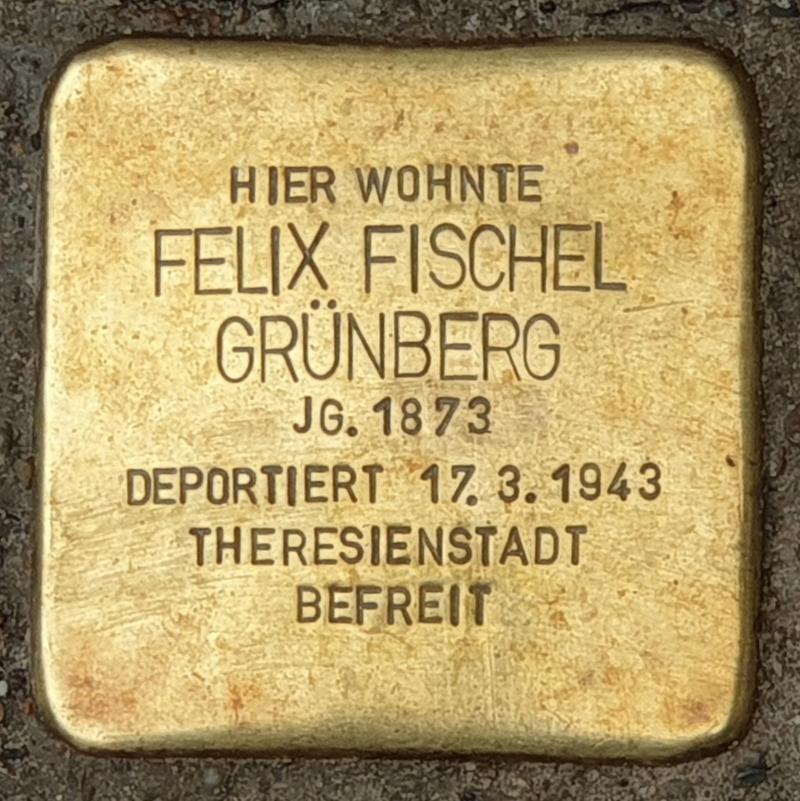 HIER WOHNTE
FELIX FISCHEL
GRÜNBERG
JG. 1873
DEPORTIERT 17. 3. 1943
THERESIENSTADT
BEFREIT